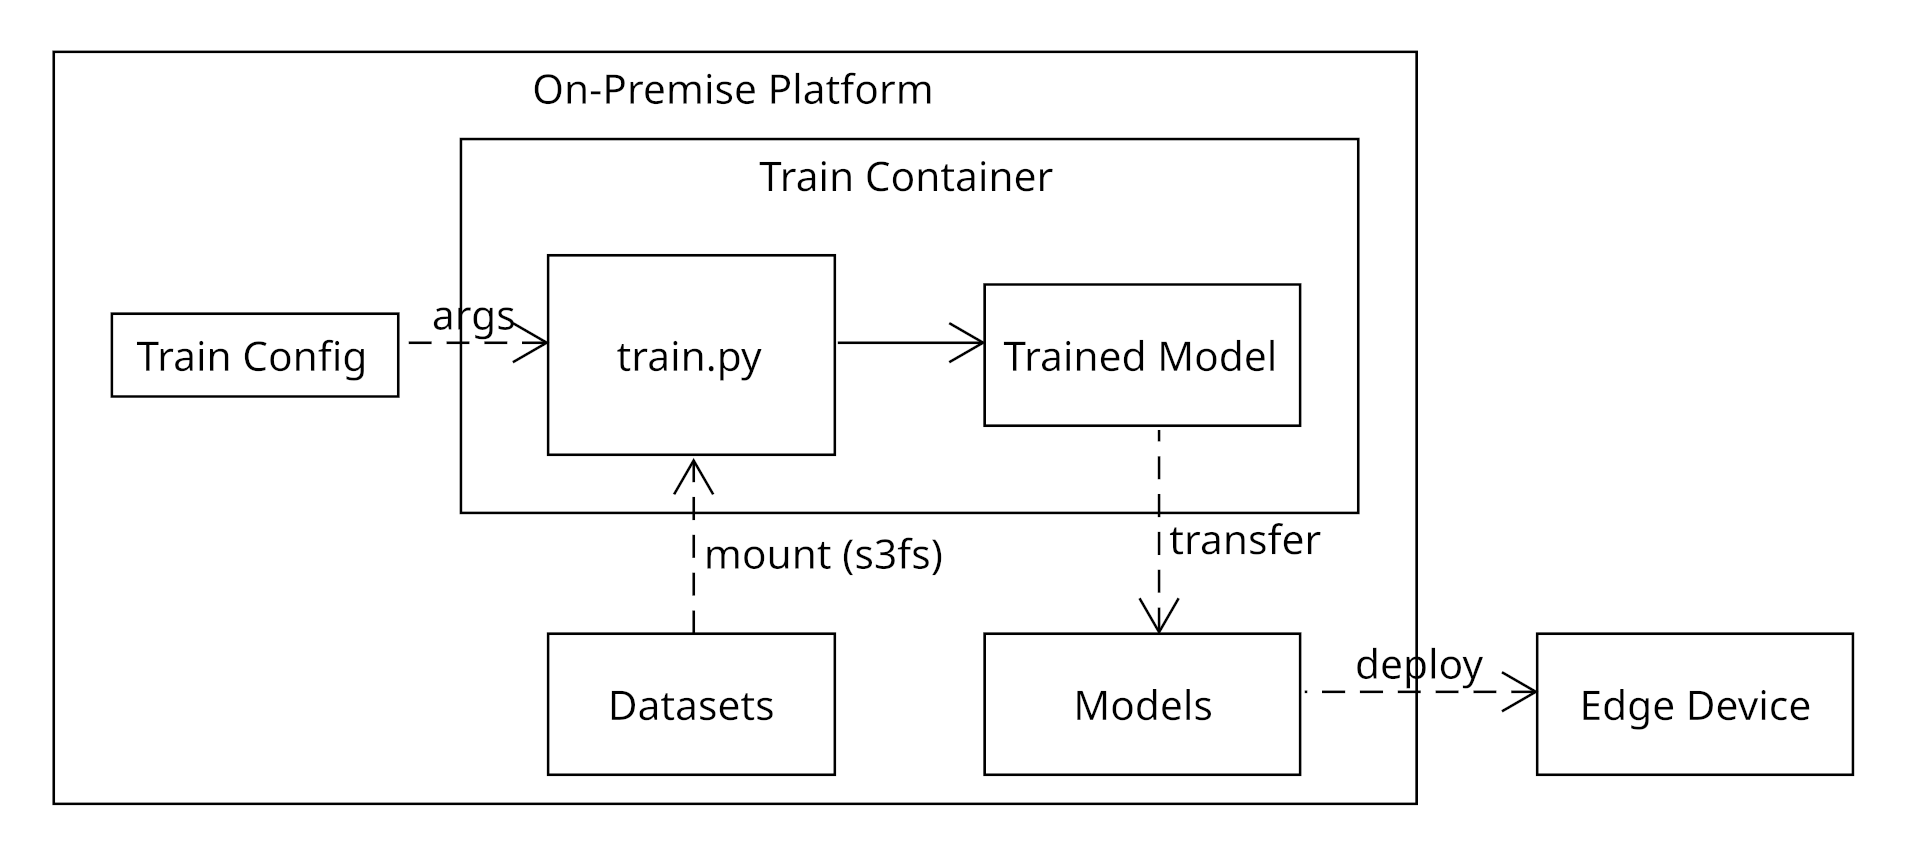 On-Premise Platform
Train Container
args
Train Config
train.py
Trained Model
mount (s3fs)
transfer
deploy
Datasets
Models
Edge Device